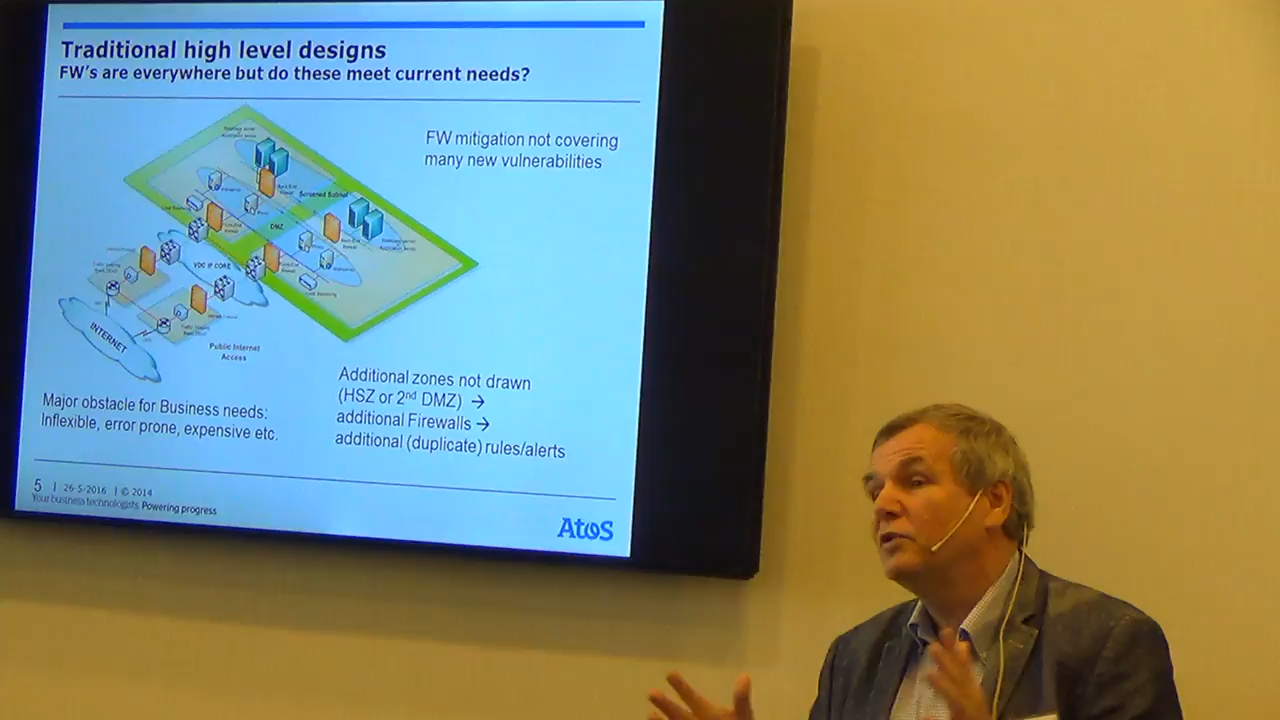 Traditional high level designs
FW's are everywhere but do these meet current needs?
FW mitigation not covering
many new vulnerabilities
Screened Subnet
DMZ
VDC IP CORE
INTERNET
Public Internet
Access
Additional zones not drawn
(HSZ or 2nd DMZ) →
additional Firewalls →
additional (duplicate) rules/alerts
Major obstacle for Business needs:
Inflexible, error prone, expensive etc.
5 | 26-5-2016 | © 2014
Your business technologists. Powering progress
Atos